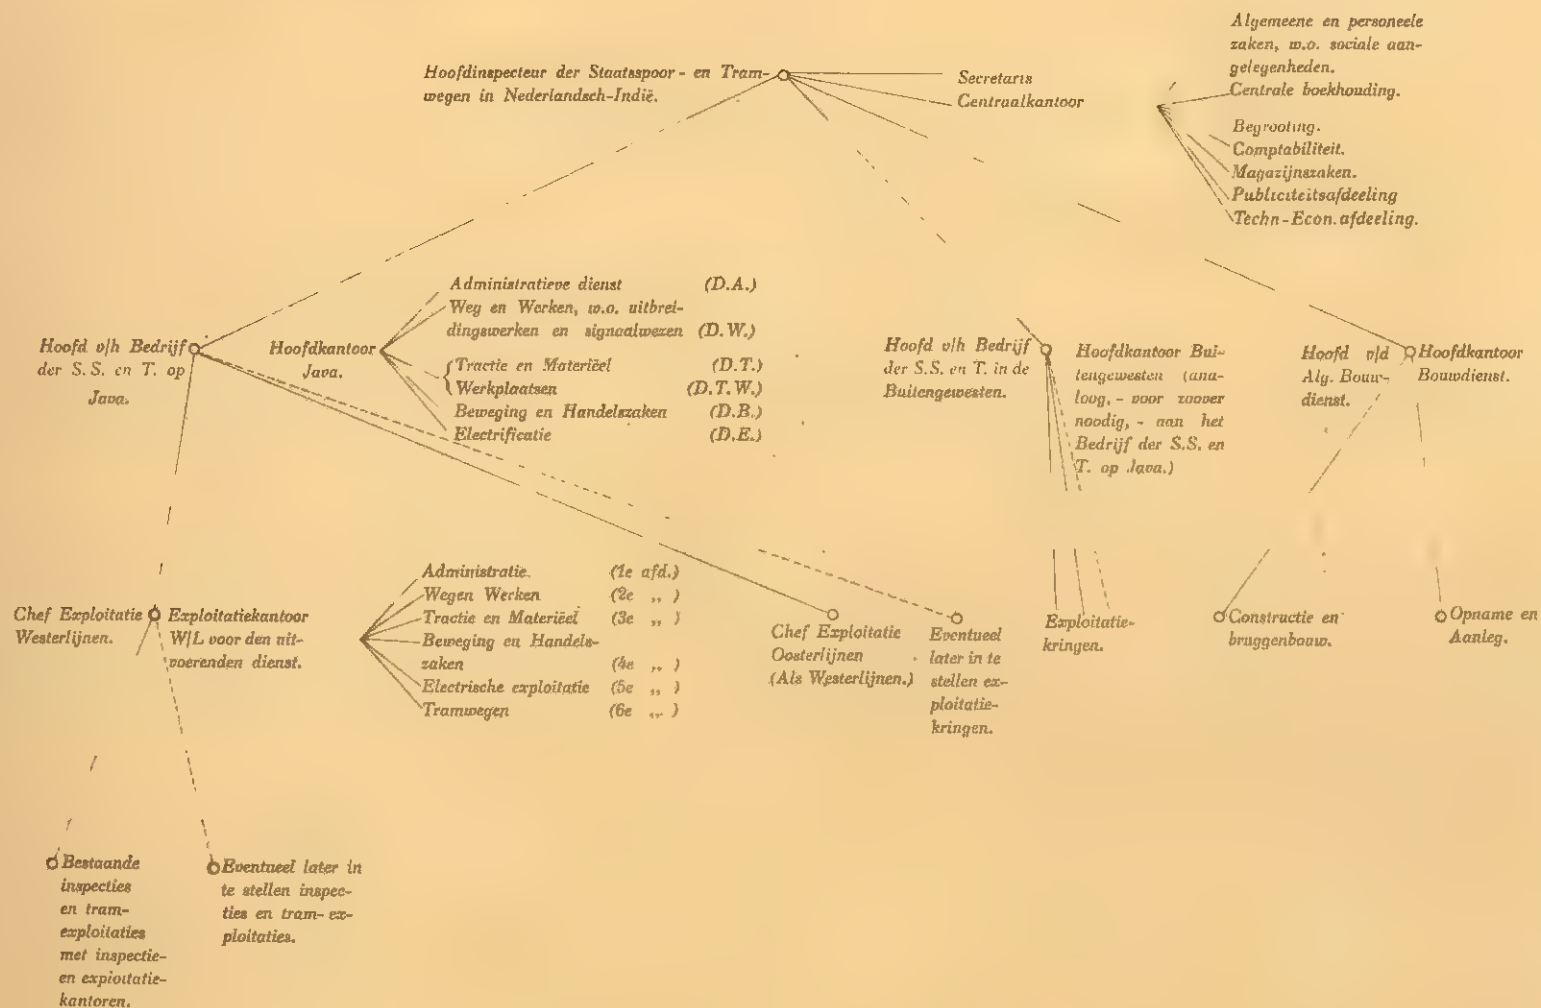 Hoofdinspecteur der Staatsspoor- en Tram-
wegen in Nederlandsch-Indië.
Secretaris
Centraalkantoor
Algemeene en personeele
zaken, w.o. sociale aan-
gelegenheden.
Centrale boekhouding.
Begrooting.
Comptabiliteit.
Magazijnszaken.
Publiciteitsafdeeling
Techn-Econ. afdeeling.
Hoofd v/h Bedrijf
der S.S. en T. op
Java.
Hoofdkantoor
Java.
Administratieve dienst (D.A.)
Weg en Werken, w.o. uitbrei-
dingswerken en signaalwezen (D.W.)
Tractie en Materiëel (D.T.)
Werkplaatsen (D.T.W.)
Beweging en Handelszaken (D.B.)
Electrificatie (D.E.)
Hoofd v/h Bedrijf
der S.S. en T. in de
Buitengewesten.
Hoofdkantoor Bui-
tengewesten (ana-
loog, - voor zoover
noodig, - aan het
Bedrijf der S.S. en
T. op Java.)
Hoofd v/d
Alg. Bouw-
dienst.
Hoofdkantoor
Bouwdienst.
Chef Exploitatie
Westerlijnen.
Exploitatiekantoor
W/L voor den uit-
voerenden dienst.
Administratie. (1e afd.)
Wegen Werken (2e „ )
Tractie en Materiëel (3e „ )
Beweging en Handels-
zaken (4e „ )
Electrische exploitatie (5e „ )
Tramwegen (6e „ )
Chef Exploitatie
Oosterlijnen
(Als Westerlijnen.)
Eventueel
later in te
stellen ex-
ploitatie-
kringen.
Exploitatie-
kringen.
Constructie en
bruggenbouw.
Opname en
Aanleg.
Bestaande
inspecties
en tram-
exploitaties
met inspectie-
en exploitatie-
kantoren.
Eventueel later in
te stellen inspec-
ties en tram-ex-
ploitaties.